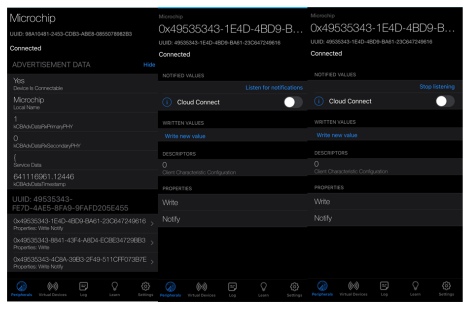 Microchip
UUID: 98A10481-2453-CDB3-ABE8-0B55078982B3
Connected
ADVERTISEMENT DATA Hide
Yes
Device Is Connectable
Microchip
Local Name
1
kCBAdvDataRxPrimaryPHY
0
kCBAdvDataRxSecondaryPHY
{
Service Data
641116961.12446
kCBAdvDataTimestamp
UUID: 49535343-
FE7D-4AE5-8FA9-9FAFD205E455
0x49535343-1E4D-4BD9-BA61-23C647249616
Properties: Write Notify
0x49535343-8841-43F4-A8D4-ECBE34729BB3
Properties: Write
0x49535343-4C8A-39B3-2F49-511CFF073B7E
Properties: Write Notify
Peripherals Virtual Devices Log Learn Settings
Microchip
0x49535343-1E4D-4BD9-B...
UUID: 49535343-1E4D-4BD9-BA61-23C647249616
Connected
NOTIFIED VALUES
Listen for notifications
Cloud Connect
WRITTEN VALUES
Write new value
DESCRIPTORS
0
Client Characteristic Configuration
PROPERTIES
Write
Notify
Peripherals Virtual Devices Log Learn Settings
Microchip
0x49535343-1E4D-4BD9-B...
UUID: 49535343-1E4D-4BD9-BA61-23C647249616
Connected
NOTIFIED VALUES
Stop listening
Cloud Connect
WRITTEN VALUES
Write new value
DESCRIPTORS
0
Client Characteristic Configuration
PROPERTIES
Write
Notify
Peripherals Virtual Devices Log Learn Settings